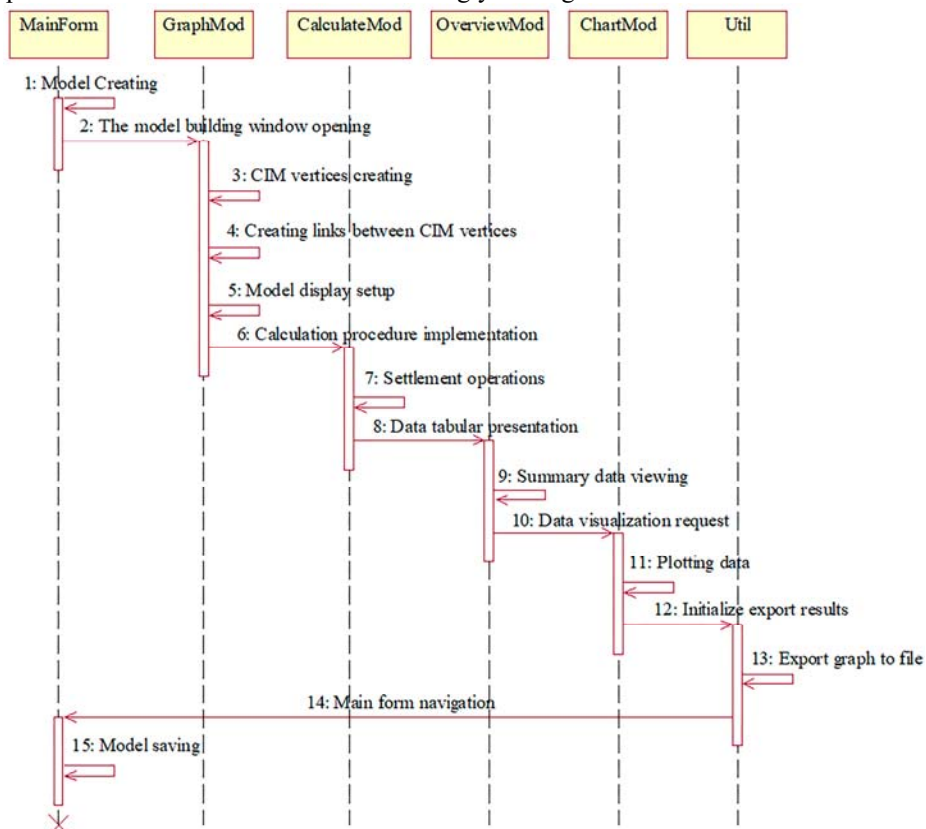 MainForm GraphMod CalculateMod OverviewMod ChartMod Util
1: Model Creating
2: The model building window opening
3: CIM vertices creating
4: Creating links between CIM vertices
5: Model display setup
6: Calculation procedure implementation
7: Settlement operations
8: Data tabular presentation
9: Summary data viewing
10: Data visualization request
11: Plotting data
12: Initialize export results
13: Export graph to file
14: Main form navigation
15: Model saving